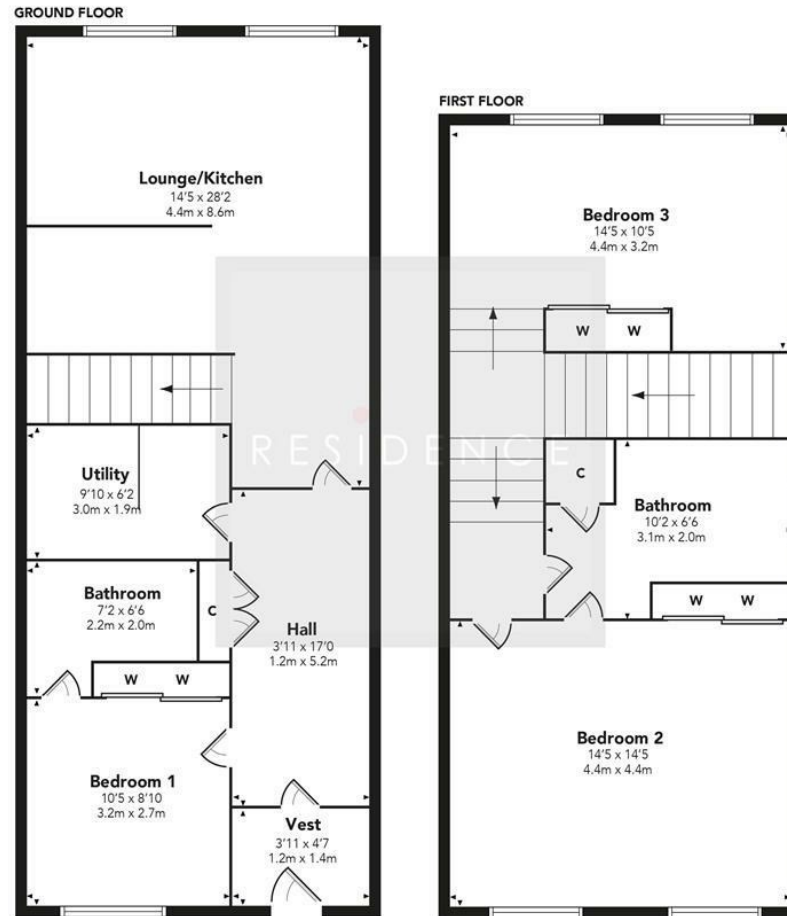 GROUND FLOOR
Lounge/Kitchen
14'5 x 28'2
4.4m x 8.6m
Utility
9'10 x 6'2
3.0m x 1.9m
Bathroom
7'2 x 6'6
2.2m x 2.0m
C
Hall
3'11 x 17'0
1.2m x 5.2m
W W
Bedroom 1
10'5 x 8'10
3.2m x 2.7m
Vest
3'11 x 4'7
1.2m x 1.4m
FIRST FLOOR
Bedroom 3
14'5 x 10'5
4.4m x 3.2m
W W
C
Bathroom
10'2 x 6'6
3.1m x 2.0m
W W
Bedroom 2
14'5 x 14'5
4.4m x 4.4m
RESIDENCE